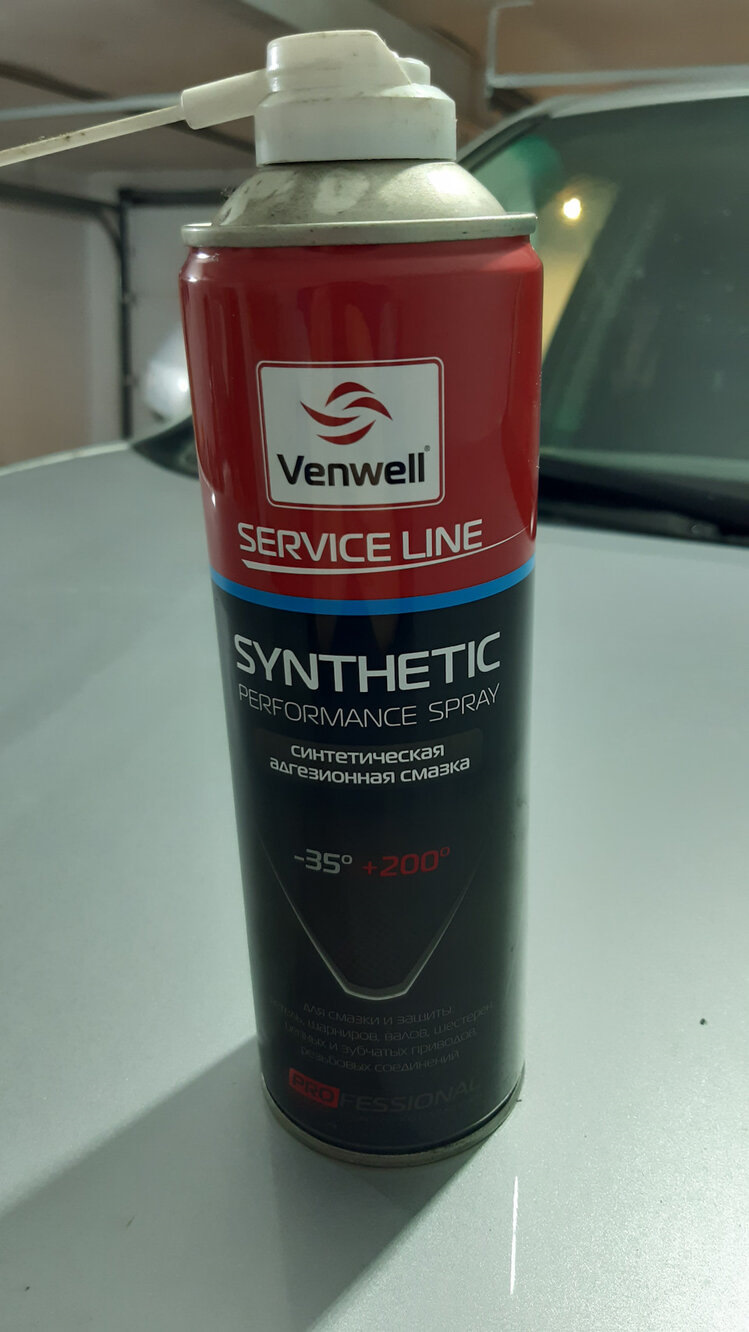 Venwell®
SERVICE LINE
SYNTHETIC
PERFORMANCE SPRAY
синтетическая
адгезионная смазка
-35° +200°
для смазки и защиты
шарниров, валов, шестерен
и зубчатых приводов
резьбовых соединений
PROFESSIONAL